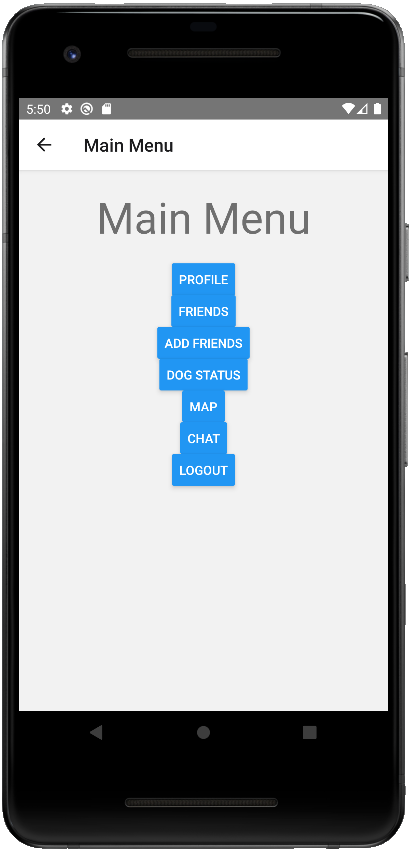 5:50
Main Menu
Main Menu
PROFILE
FRIENDS
ADD FRIENDS
DOG STATUS
MAP
CHAT
LOGOUT